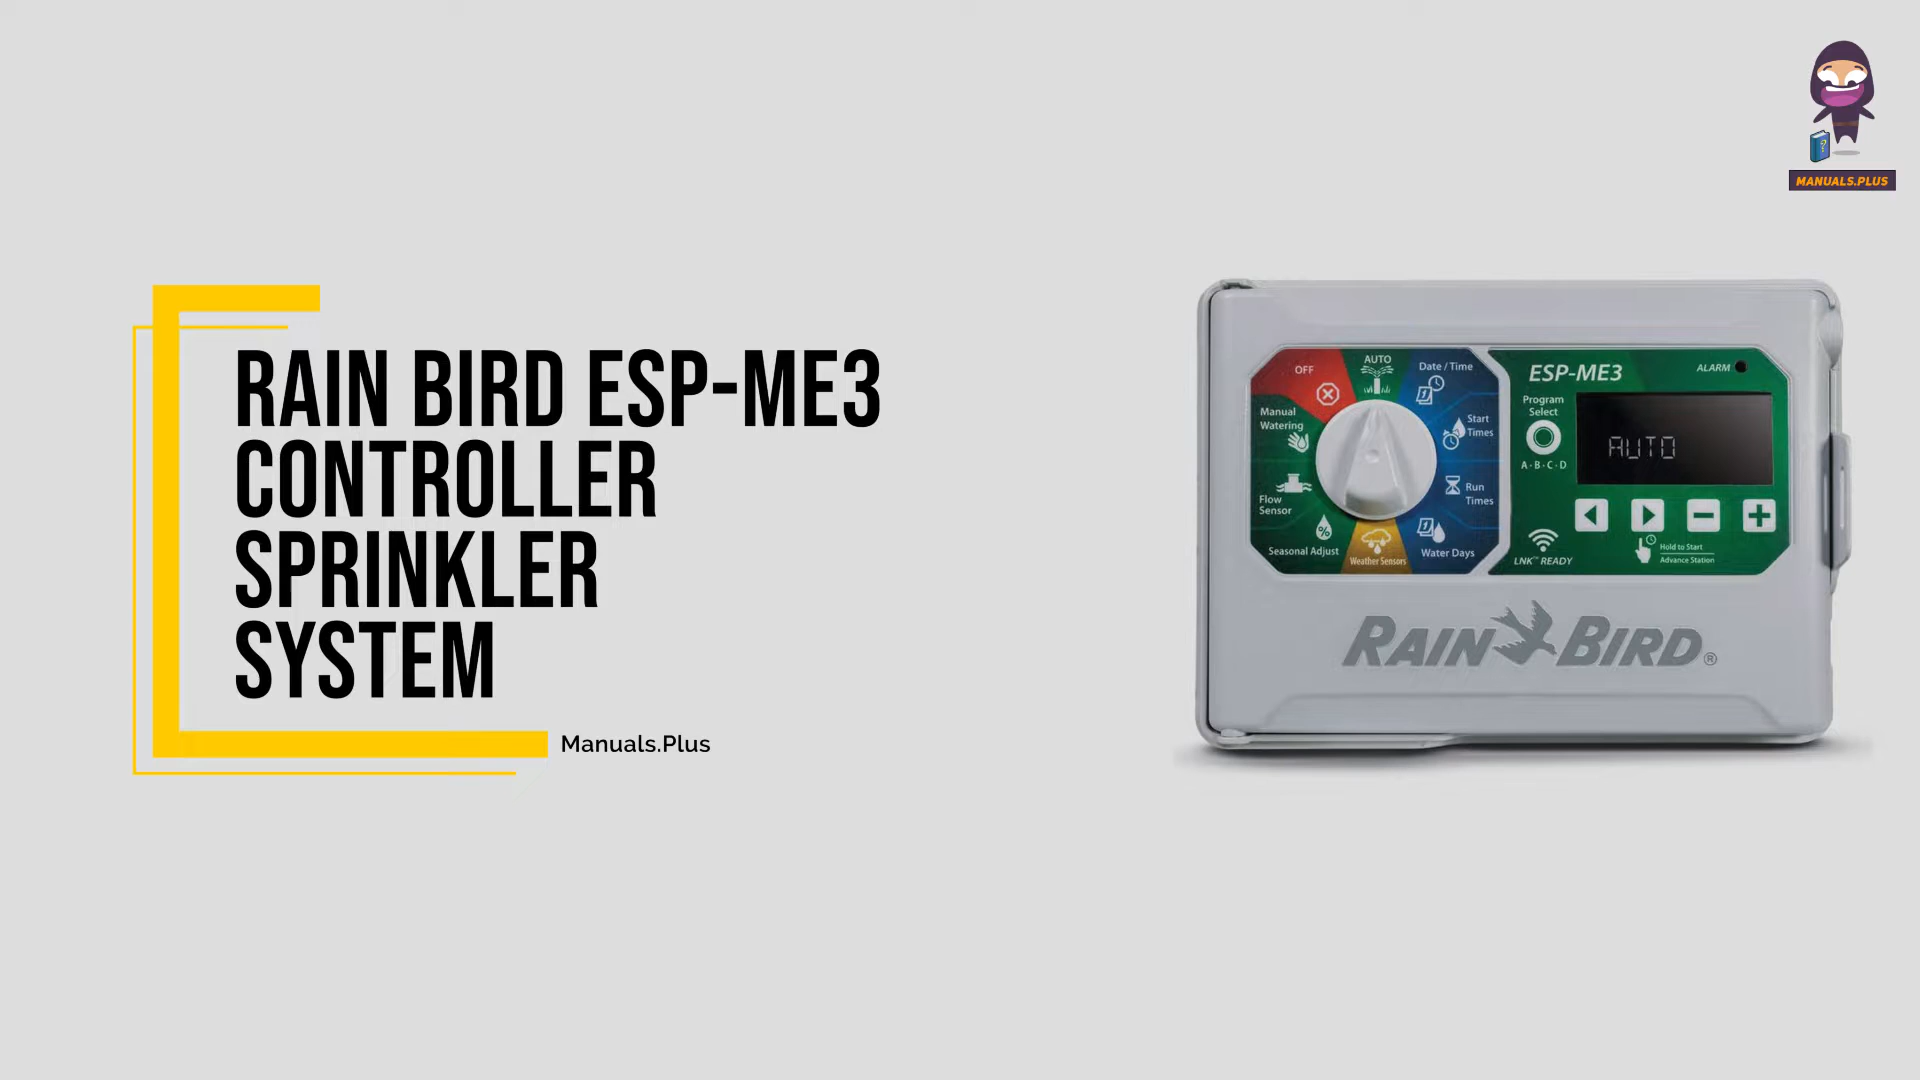 MANUALS.PLUS
RAIN BIRD ESP-ME3
CONTROLLER
SPRINKLER
SYSTEM
Manuals.Plus
OFF
AUTO
Date / Time
Manual
Watering
Start
Times
Flow
Sensor
Run
Times
Seasonal Adjust
Weather Sensors
Water Days
ESP-ME3
ALARM
Program
Select
A·B·C·D
AUTO
LNK™ READY
Hold to Start
Advance Station
RAIN BIRD®